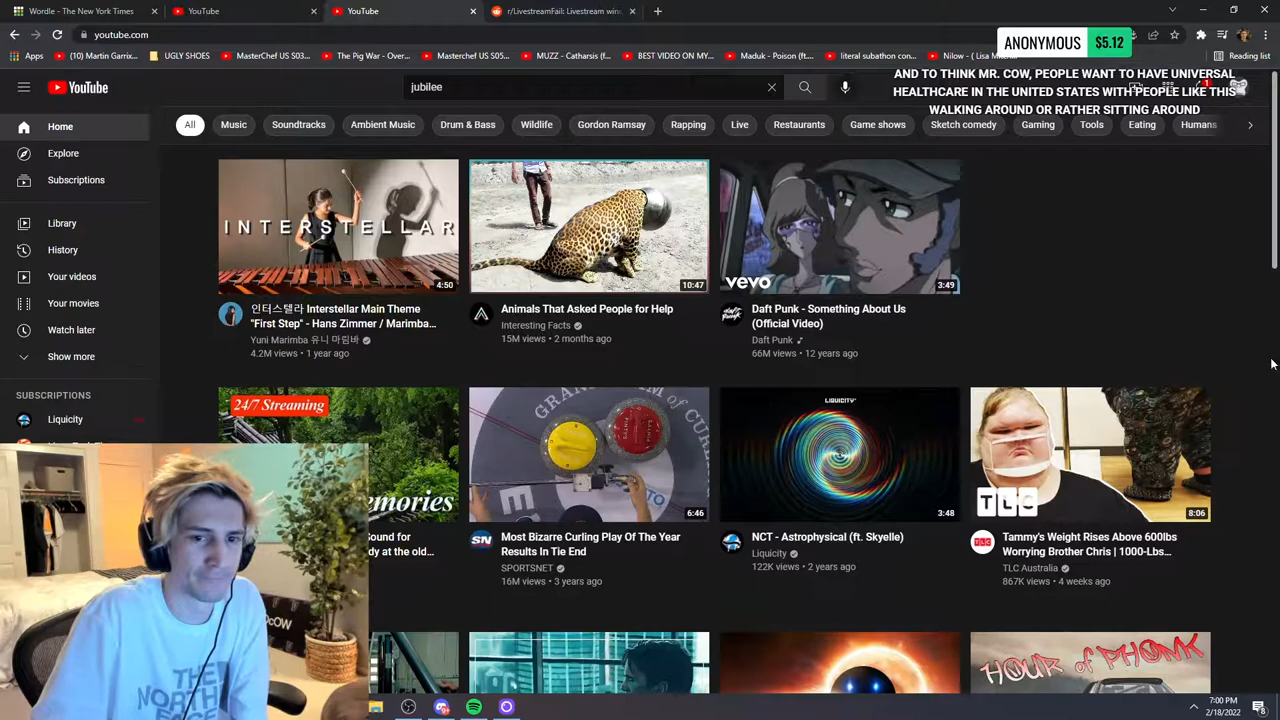 Wordle - The New York Times
YouTube
YouTube
r/LivestreamFail: Livestream win
youtube.com
ANONYMOUS $5.12
Apps
(10) Martin Garrix...
UGLY SHOES
MasterChef US S05...
The Pig War - Over...
MasterChef US S05...
MUZZ - Catharsis (f...
BEST VIDEO ON MY...
Maduk - Poison (ft...
literal subathon co...
Nilow - ( Lisa Mitch
Reading list
AND TO THINK MR. COW, PEOPLE WANT TO HAVE UNIVERSAL
HEALTHCARE IN THE UNITED STATES WITH PEOPLE LIKE THIS
WALKING AROUND OR RATHER SITTING AROUND
YouTube
jubilee
1
All
Music
Soundtracks
Ambient Music
Drum & Bass
Wildlife
Gordon Ramsay
Rapping
Live
Restaurants
Game shows
Sketch comedy
Gaming
Tools
Eating
Humans
Home
Explore
Subscriptions
Library
History
Your videos
Your movies
Watch later
Show more
SUBSCRIPTIONS
Liquicity
INTERSTELLAR
4:50
인터스텔라 Interstellar Main Theme
"First Step" - Hans Zimmer / Marimba...
Yuni Marimba 유니 마림바
4.2M views • 1 year ago
10:47
Animals That Asked People for Help
Interesting Facts
15M views • 2 months ago
vevo
3:49
Daft Punk - Something About Us
(Official Video)
Daft Punk
66M views • 12 years ago
24/7 Streaming
emories
ound for
dy at the old...
6:46
SN
Most Bizarre Curling Play Of The Year
Results In Tie End
SPORTSNET
16M views • 3 years ago
LIQUICITY
3:48
NCT - Astrophysical (ft. Skyelle)
Liquicity
122K views • 2 years ago
TLC
8:06
TLC
Tammy's Weight Rises Above 600lbs
Worrying Brother Chris | 1000-Lbs...
TLC Australia
867K views • 4 weeks ago
HOUR of PHONK
THE
NORTH
FACE
7:00 PM
2/18/2022
8